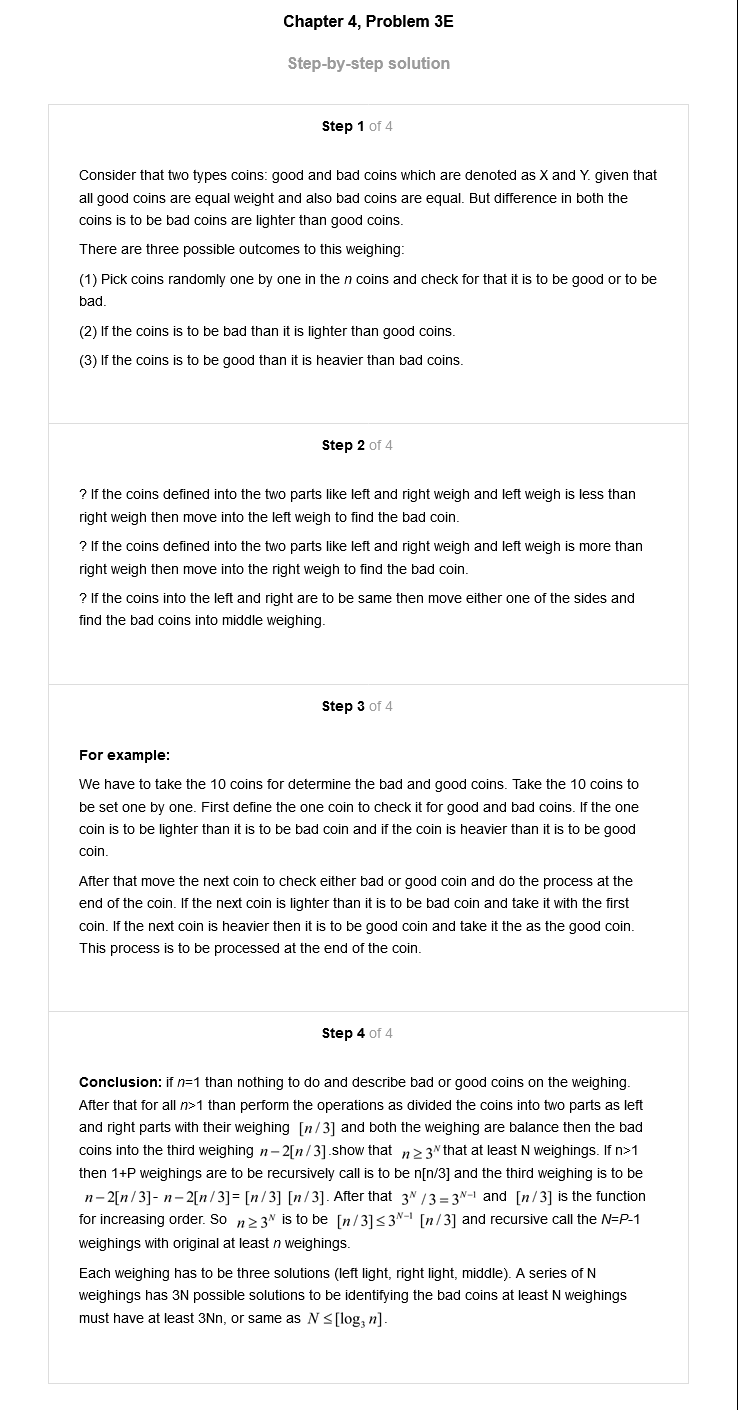 Chapter 4, Problem 3E
Step-by-step solution
Step 1 of 4
Consider that two types coins: good and bad coins which are denoted as X and Y. given that
all good coins are equal weight and also bad coins are equal. But difference in both the
coins is to be bad coins are lighter than good coins.
There are three possible outcomes to this weighing:
(1) Pick coins randomly one by one in the n coins and check for that it is to be good or to be
bad.
(2) If the coins is to be bad than it is lighter than good coins.
(3) If the coins is to be good than it is heavier than bad coins.
Step 2 of 4
? If the coins defined into the two parts like left and right weigh and left weigh is less than
right weigh then move into the left weigh to find the bad coin.
? If the coins defined into the two parts like left and right weigh and left weigh is more than
right weigh then move into the right weigh to find the bad coin.
? If the coins into the left and right are to be same then move either one of the sides and
find the bad coins into middle weighing.
Step 3 of 4
For example:
We have to take the 10 coins for determine the bad and good coins. Take the 10 coins to
be set one by one. First define the one coin to check it for good and bad coins. If the one
coin is to be lighter than it is to be bad coin and if the coin is heavier than it is to be good
coin.
After that move the next coin to check either bad or good coin and do the process at the
end of the coin. If the next coin is lighter than it is to be bad coin and take it with the first
coin. If the next coin is heavier then it is to be good coin and take it the as the good coin.
This process is to be processed at the end of the coin.
Step 4 of 4
Conclusion: if n=1 than nothing to do and describe bad or good coins on the weighing.
After that for all n>1 than perform the operations as divided the coins into two parts as left
and right parts with their weighing [n/3] and both the weighing are balance then the bad
coins into the third weighing n−2[n/3].show that n≥3^N that at least N weighings. If n>1
then 1+P weighings are to be recursively call is to be n[n/3] and the third weighing is to be
n−2[n/3]- n−2[n/3]= [n/3] [n/3]. After that 3^N/3=3^{N−1} and [n/3] is the function
for increasing order. So n≥3^N is to be [n/3]≤3^{N−1} [n/3] and recursive call the N=P-1
weighings with original at least n weighings.
Each weighing has to be three solutions (left light, right light, middle). A series of N
weighings has 3N possible solutions to be identifying the bad coins at least N weighings
must have at least 3Nn, or same as N≤[log₃ n].